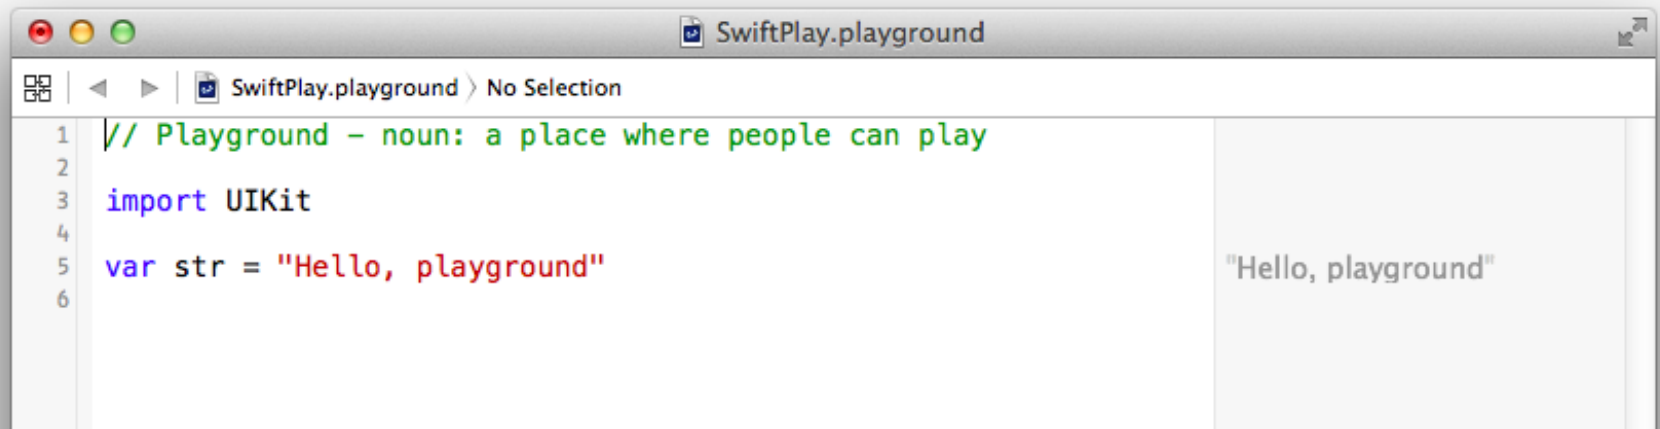 SwiftPlay.playground
SwiftPlay.playground 〉 No Selection
1 // Playground – noun: a place where people can play
2
3 import UIKit
4
5 var str = "Hello, playground" "Hello, playground"
6